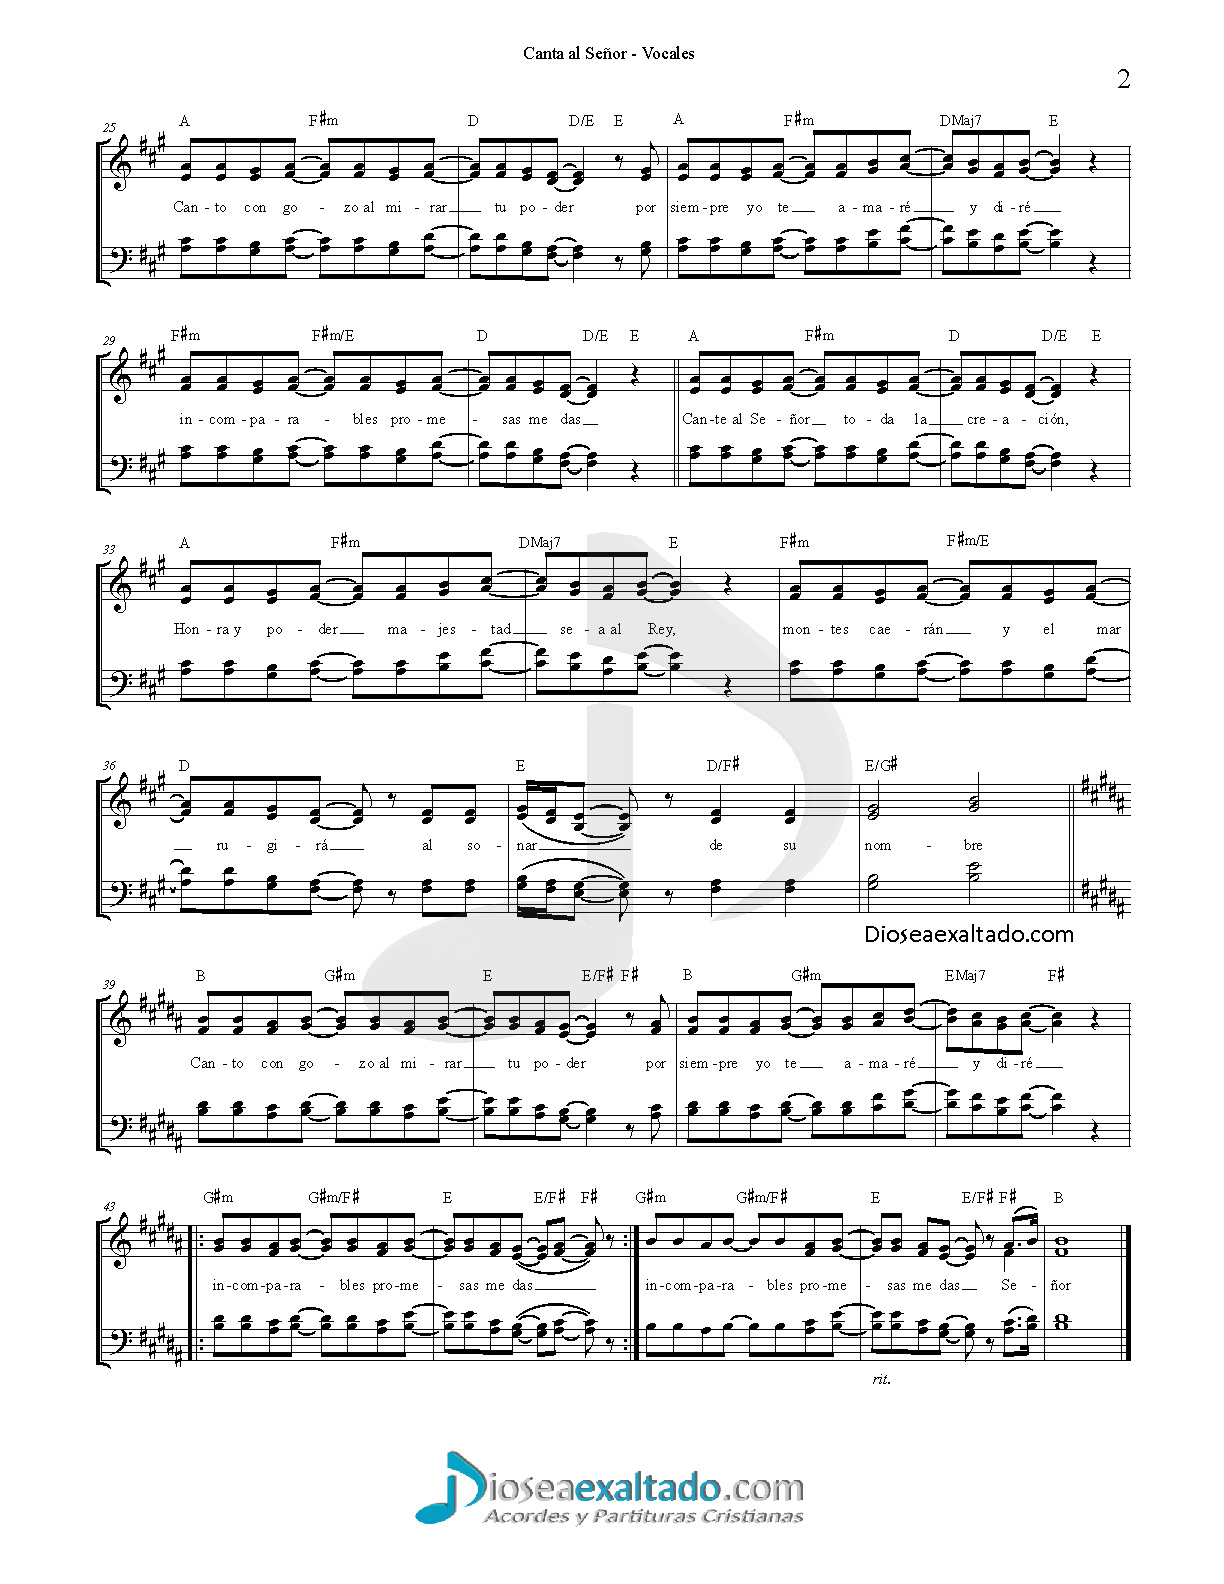 Canta al Señor - Vocales
2
A F#m D D/E E A F#m DMaj7 E
25
Can - to con go - zo al mi - rar tu po - der por siem - pre yo te a - ma - ré y di - ré
F#m F#m/E D D/E E A F#m D D/E E
29
in - com - pa - ra - bles pro - me - sas me das Can - te al Se - ñor to - da la cre - a - ción,
A F#m DMaj7 E F#m F#m/E
33
Hon - ra y po - der ma - jes - tad se - a al Rey, mon - tes cae - rán y el mar
D E D/F# E/G#
36
ru - gi - rá al so - nar de su nom - bre
Dioseaexaltado.com
B G#m E E/F# F# B G#m EMaj7 F#
39
Can - to con go - zo al mi - rar tu po - der por siem - pre yo te a - ma - ré y di - ré
G#m G#m/F# E E/F# F# G#m G#m/F# E E/F# F# B
43
in - com - pa - ra - bles pro - me - sas me das in - com - pa - ra - bles pro - me - sas me das Se - ñor
rit.
Dioseaexaltado.com
Acordes y Partituras Cristianas